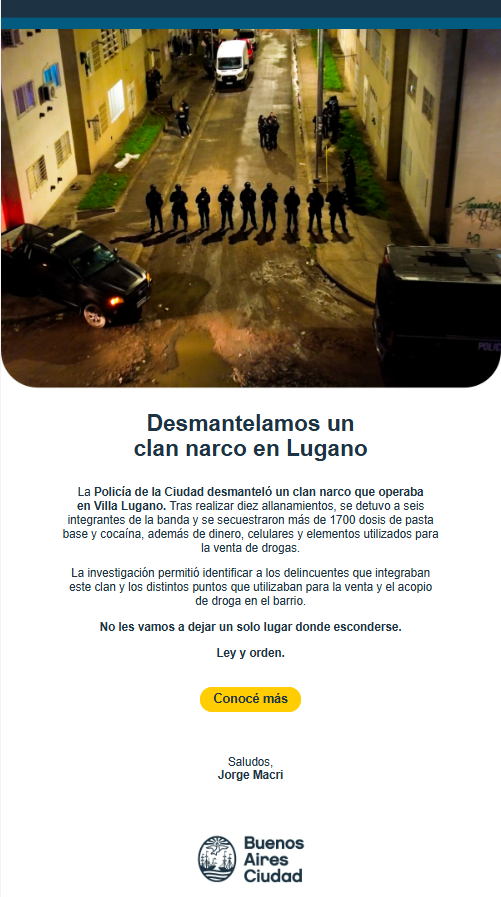 POLIC
Desmantelamos un
clan narco en Lugano
La Policía de la Ciudad desmanteló un clan narco que operaba
en Villa Lugano. Tras realizar diez allanamientos, se detuvo a seis
integrantes de la banda y se secuestraron más de 1700 dosis de pasta
base y cocaína, además de dinero, celulares y elementos utilizados para
la venta de drogas.
La investigación permitió identificar a los delincuentes que integraban
este clan y los distintos puntos que utilizaban para la venta y el acopio
de droga en el barrio.
No les vamos a dejar un solo lugar donde esconderse.
Ley y orden.
Conocé más
Saludos,
Jorge Macri
Buenos
Aires
Ciudad